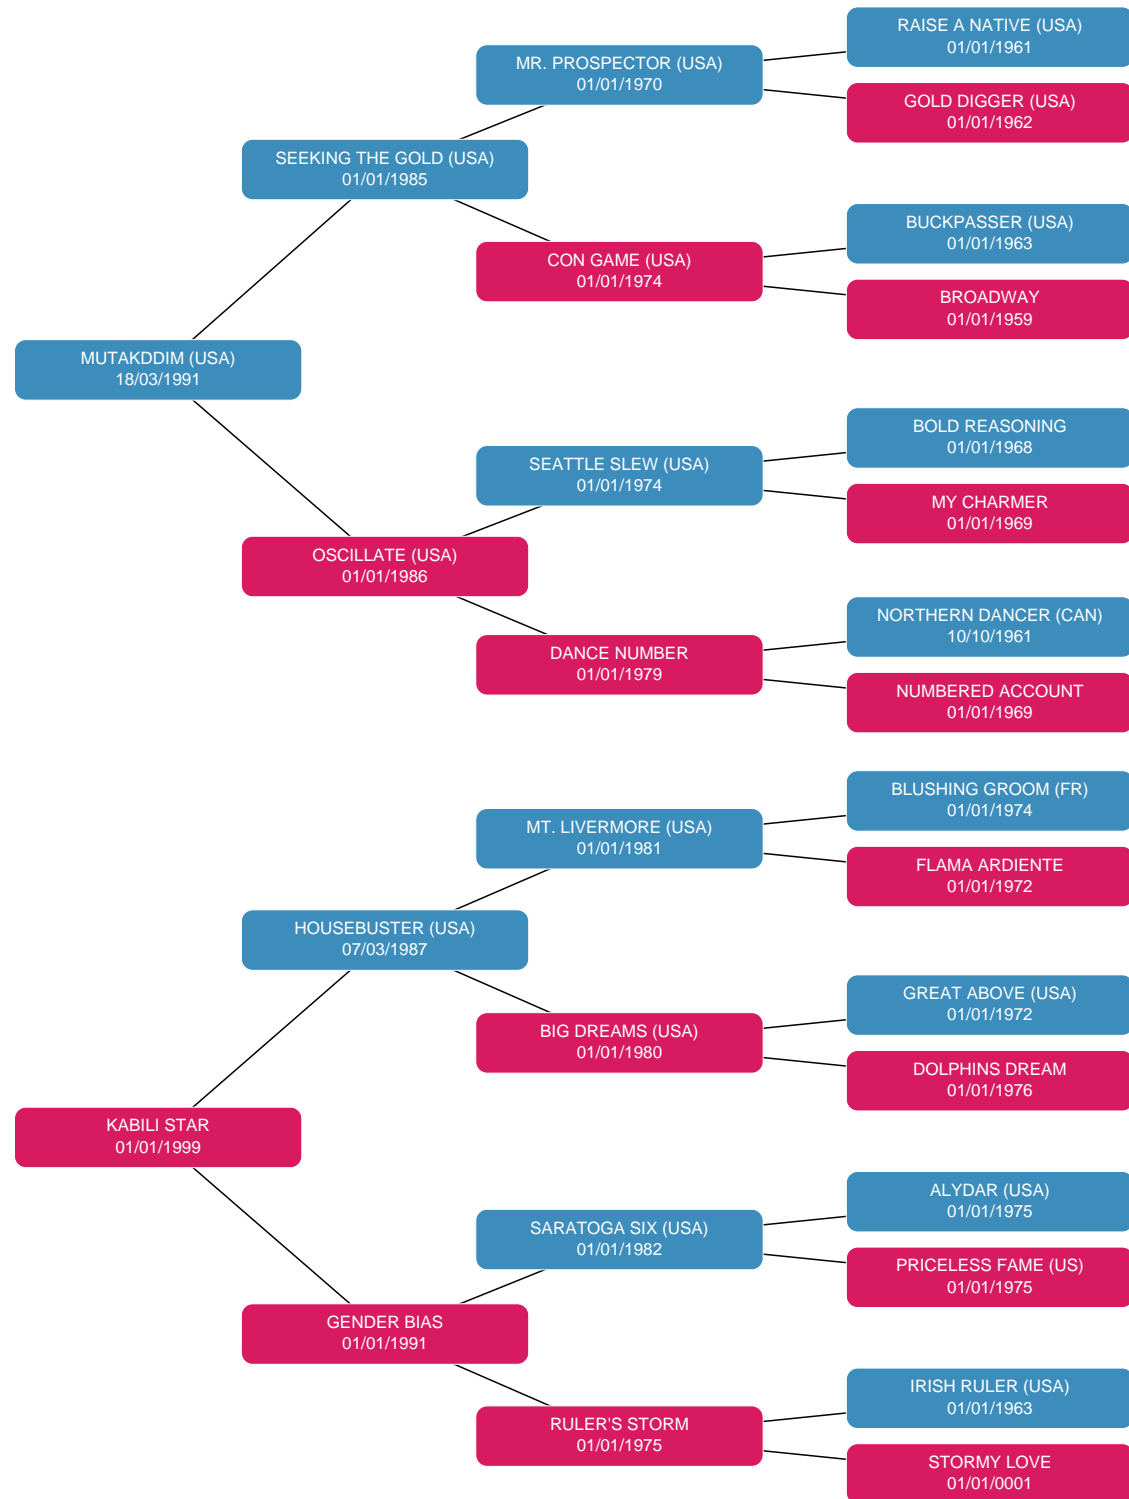 RAISE A NATIVE (USA)
01/01/1961
MR. PROSPECTOR (USA)
01/01/1970
GOLD DIGGER (USA)
01/01/1962
SEEKING THE GOLD (USA)
01/01/1985
BUCKPASSER (USA)
01/01/1963
CON GAME (USA)
01/01/1974
BROADWAY
01/01/1959
MUTAKDDIM (USA)
18/03/1991
BOLD REASONING
01/01/1968
SEATTLE SLEW (USA)
01/01/1974
MY CHARMER
01/01/1969
OSCILLATE (USA)
01/01/1986
NORTHERN DANCER (CAN)
10/10/1961
DANCE NUMBER
01/01/1979
NUMBERED ACCOUNT
01/01/1969
BLUSHING GROOM (FR)
01/01/1974
MT. LIVERMORE (USA)
01/01/1981
FLAMA ARDIENTE
01/01/1972
HOUSEBUSTER (USA)
07/03/1987
GREAT ABOVE (USA)
01/01/1972
BIG DREAMS (USA)
01/01/1980
DOLPHINS DREAM
01/01/1976
KABILI STAR
01/01/1999
ALYDAR (USA)
01/01/1975
SARATOGA SIX (USA)
01/01/1982
PRICELESS FAME (US)
01/01/1975
GENDER BIAS
01/01/1991
IRISH RULER (USA)
01/01/1963
RULER'S STORM
01/01/1975
STORMY LOVE
01/01/0001